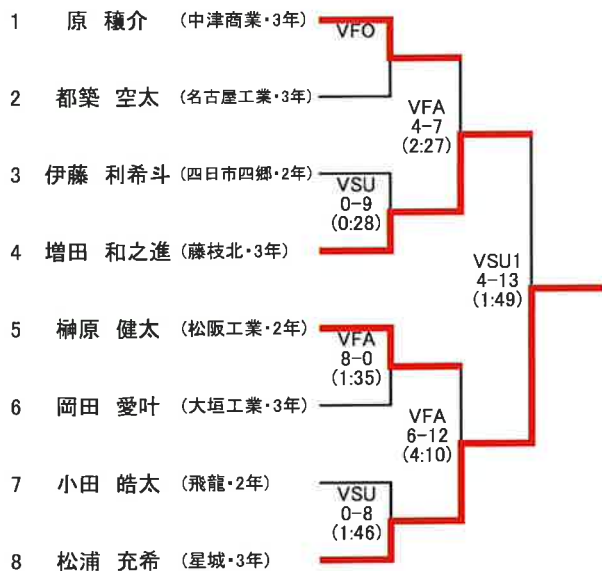 1 原 穣介 (中津商業・3年)
VFO
2 都築 空太 (名古屋工業・3年)
VFA
4-7
(2:27)
3 伊藤 利希斗 (四日市四郷・2年)
VSU
0-9
(0:28)
4 増田 和之進 (藤枝北・3年)
VSU1
4-13
(1:49)
5 榊原 健太 (松阪工業・2年)
VFA
8-0
(1:35)
6 岡田 愛叶 (大垣工業・3年)
VFA
6-12
(4:10)
7 小田 皓太 (飛龍・2年)
VSU
0-8
(1:46)
8 松浦 充希 (星城・3年)